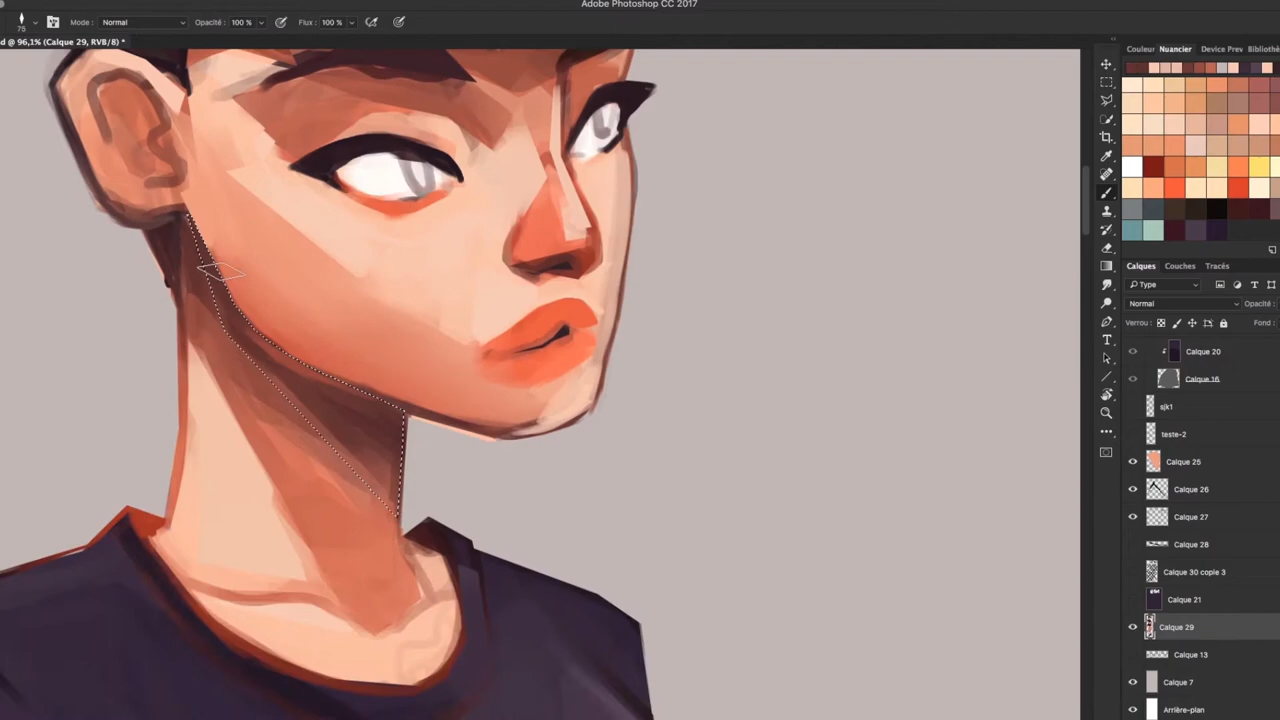 Adobe Photoshop CC 2017
75 Mode : Normal Opacité : 100 % Flux : 100 %
d @ 96,1% (Calque 29, RVB/8) *
Couleur Nuancier Device Prev Bibliothè
Calques Couches Tracés
Type
Normal Opacité :
Verrou : Fond :
Calque 20
Calque 16
sjk1
teste-2
Calque 25
Calque 26
Calque 27
Calque 28
Calque 30 copie 3
Calque 21
Calque 29
Calque 13
Calque 7
Arrière-plan